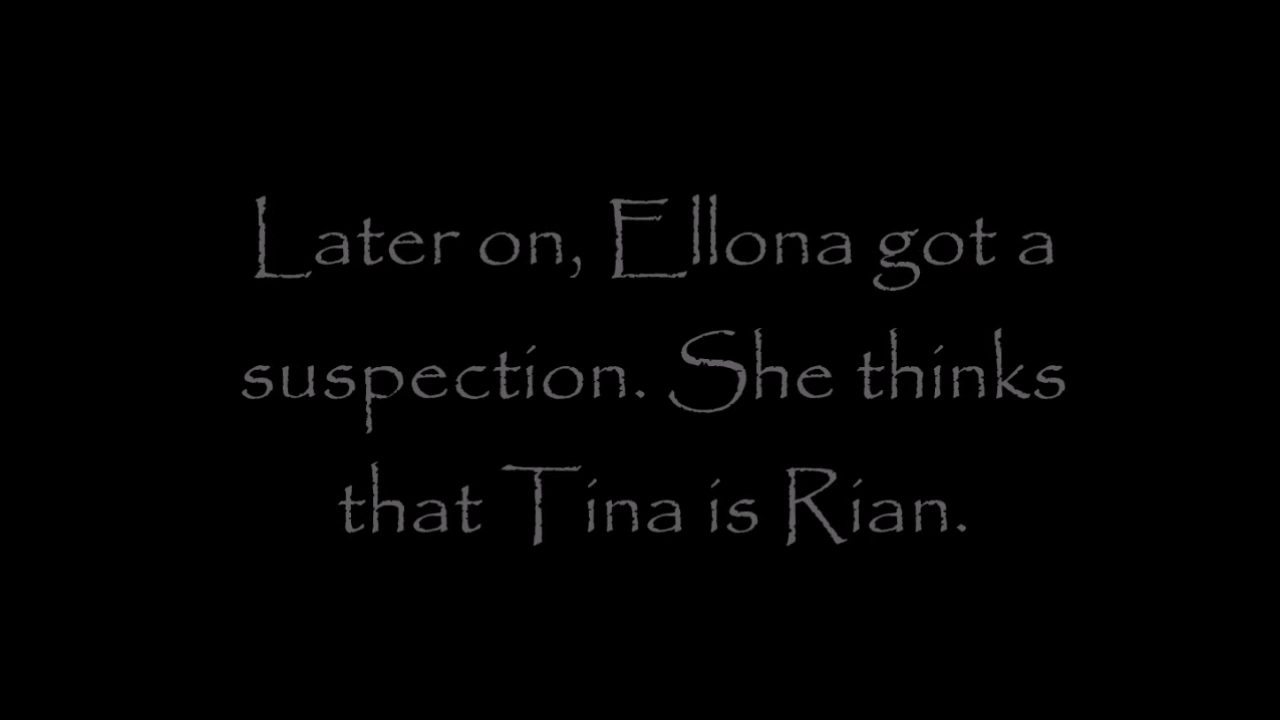 Later on, Ellona got a
suspection. She thinks
that Tina is Rian.